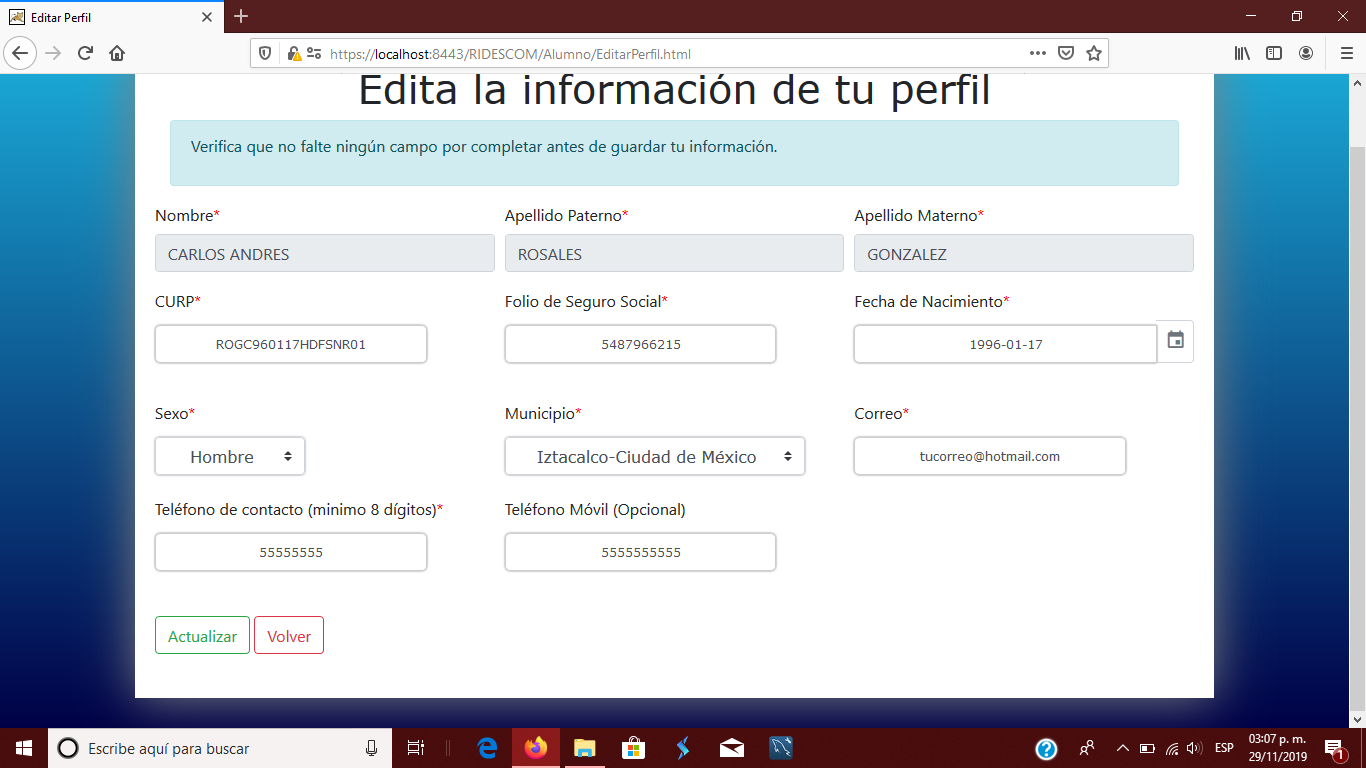 Editar Perfil
https://localhost:8443/RIDESCOM/Alumno/EditarPerfil.html
Edita la información de tu perfil
Verifica que no falte ningún campo por completar antes de guardar tu información.
Nombre* Apellido Paterno* Apellido Materno*
CARLOS ANDRES ROSALES GONZALEZ
CURP* Folio de Seguro Social* Fecha de Nacimiento*
ROGC960117HDFSNR01 5487966215 1996-01-17
Sexo* Municipio* Correo*
Hombre Iztacalco-Ciudad de México tucorreo@hotmail.com
Teléfono de contacto (minimo 8 dígitos)* Teléfono Móvil (Opcional)
55555555 5555555555
Actualizar Volver
Escribe aquí para buscar ESP 03:07 p. m.
29/11/2019 1